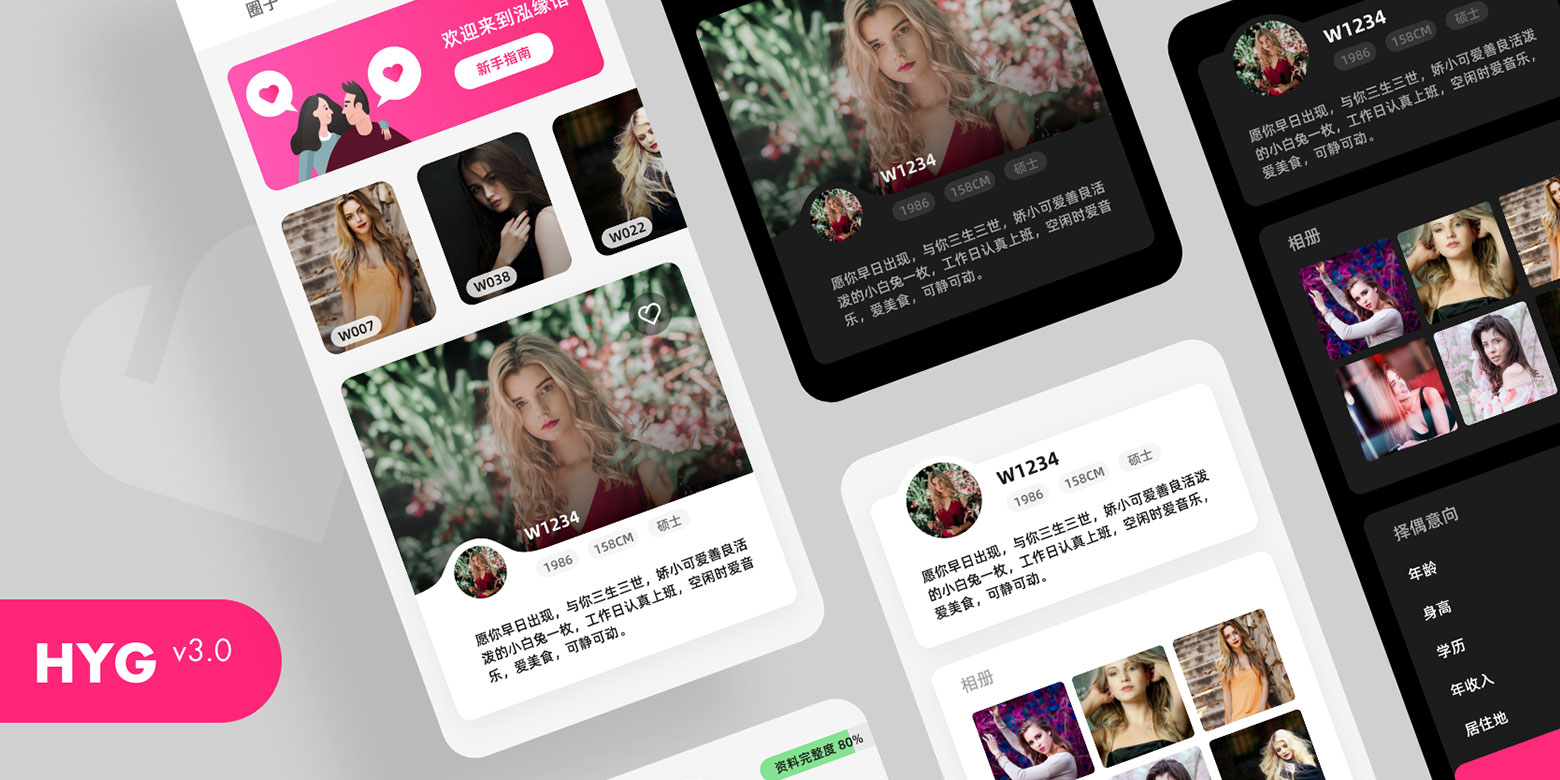 圈子
欢迎来到泓缘馆
新手指南
W007
W038
W022
W1234
1986
158CM
硕士
愿你早日出现，与你三生三世，娇小可爱善良活
泼的小白兔一枚，工作日认真上班，空闲时爱音
乐，爱美食，可静可动。
HYG v3.0
W1234
1986
158CM
硕士
愿你早日出现，与你三生三世，娇小可爱善良活
泼的小白兔一枚，工作日认真上班，空闲时爱音
乐，爱美食，可静可动。
资料完整度 80%
W1234
1986
158CM
硕士
愿你早日出现，与你三生三世，娇小可爱善良活泼
的小白兔一枚，工作日认真上班，空闲时爱音乐，
爱美食，可静可动。
相册
W1234
1986
158CM
硕士
愿你早日出现，与你三生三世，娇小可爱善良活泼
的小白兔一枚，工作日认真上班，空闲时爱音乐，
爱美食，可静可动。
相册
择偶意向
年龄
身高
学历
年收入
居住地